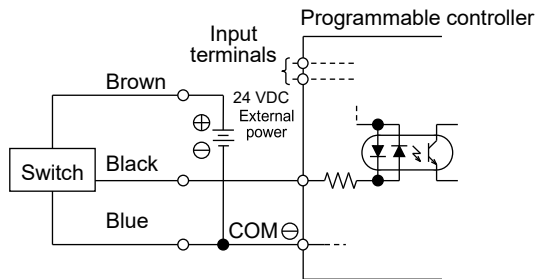 Programmable controller
Input
terminals
Brown
24 VDC
External
power
⊕
⊖
Switch
Black
Blue
COM⊖